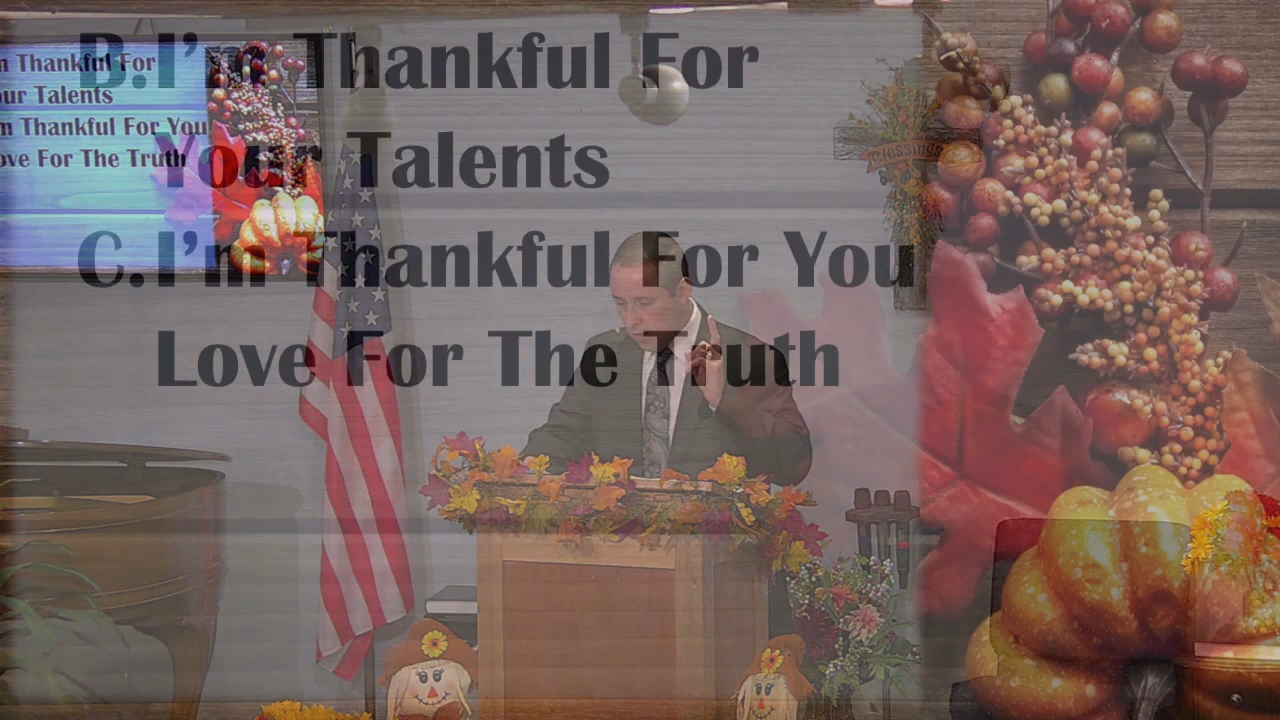 B.I'm Thankful For
Your Talents
C.I'm Thankful For You
Love For The Truth
m Thankful For
our Talents
m Thankful For You
ove For The Truth
Blessings